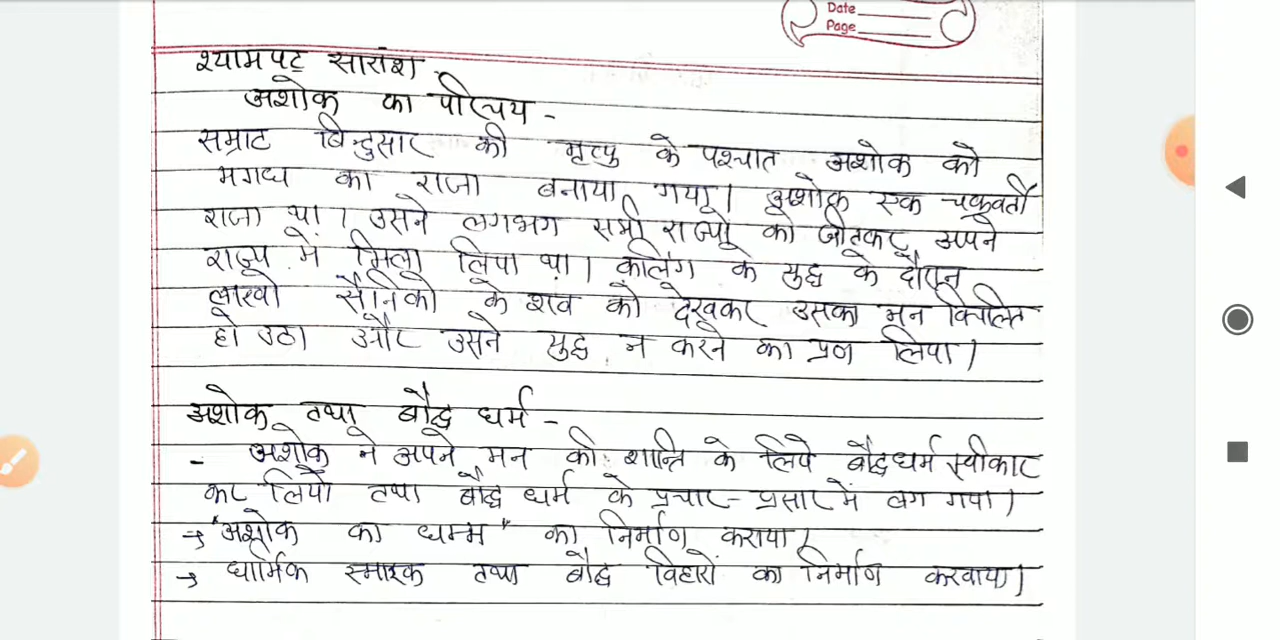 Date
Page
श्यामपट्ट सारांश
अशोक का परिचय -
सम्राट बिन्दुसार की मृत्यु के पश्चात अशोक को
मगध का राजा बनाया गया। अशोक एक चक्रवर्ती
राजा था। उसने लगभग सभी राज्यों को जीतकर अपने
राज्य में मिला लिया था। कलिंग के युद्ध के दौरान
लाखों सैनिकों के शव को देखकर उसका मन विचलित
हो उठा और उसने युद्ध न करने का प्रण लिया।
अशोक तथा बौद्ध धर्म -
- अशोक ने अपने मन की शान्ति के लिये बौद्ध धर्म स्वीकार
कर लिया तथा बौद्ध धर्म के प्रचार - प्रसार में लग गया।
→ "अशोक का धम्म" का निर्माण कराया।
→ धार्मिक स्मारक तथा बौद्ध विहारों का निर्माण करवाया।